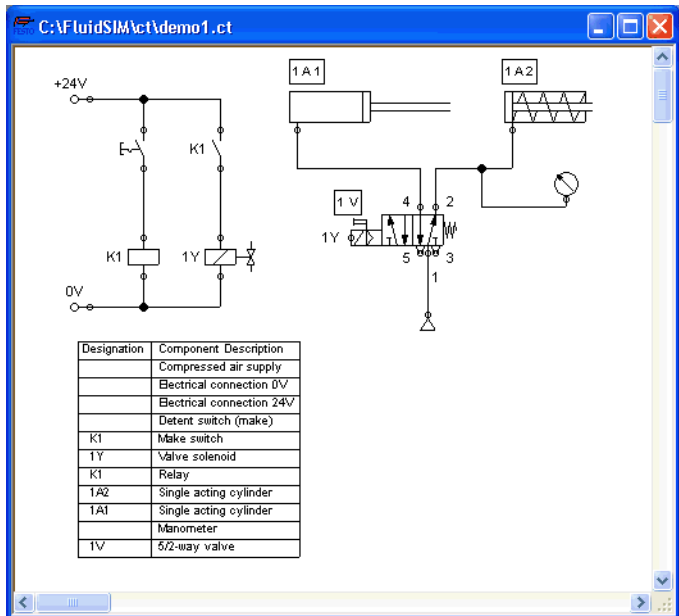 FESTO C:\FluidSIM\ct\demo1.ct
1A1 1A2
+24V
K1
1V 4 2
1Y
5 3
K1 1Y
1
0V
Designation Component Description
Compressed air supply
Electrical connection 0V
Electrical connection 24V
Detent switch (make)
K1 Make switch
1Y Valve solenoid
K1 Relay
1A2 Single acting cylinder
1A1 Single acting cylinder
Manometer
1V 5/2-way valve